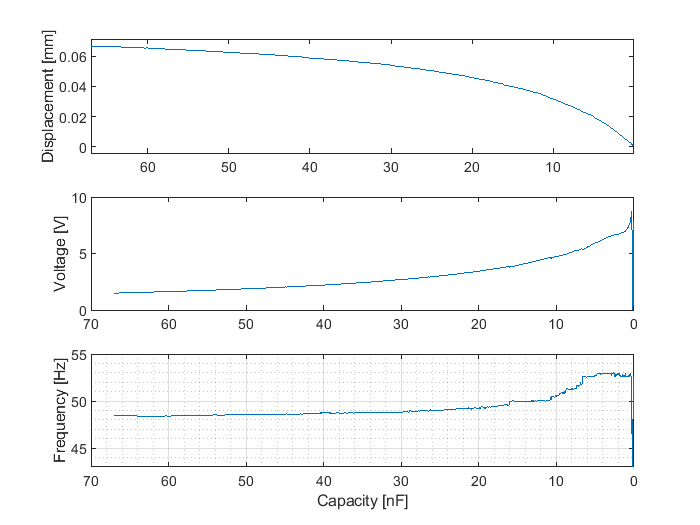 Displacement [mm]
0.06
0.04
0.02
0
60 50 40 30 20 10
Voltage [V]
10
5
0
70 60 50 40 30 20 10 0
Frequency [Hz]
55
50
45
70 60 50 40 30 20 10 0
Capacity [nF]